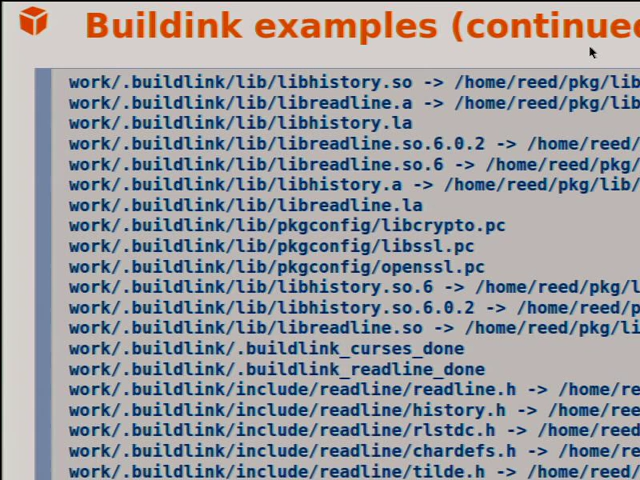 Buildink examples (continue
work/.buildlink/lib/libhistory.so -> /home/reed/pkg/lib
work/.buildlink/lib/libreadline.a -> /home/reed/pkg/lib
work/.buildlink/lib/libhistory.la
work/.buildlink/lib/libreadline.so.6.0.2 -> /home/reed/
work/.buildlink/lib/libreadline.so.6 -> /home/reed/pkg/
work/.buildlink/lib/libhistory.a -> /home/reed/pkg/lib/
work/.buildlink/lib/libreadline.la
work/.buildlink/lib/pkgconfig/libcrypto.pc
work/.buildlink/lib/pkgconfig/libssl.pc
work/.buildlink/lib/pkgconfig/openssl.pc
work/.buildlink/lib/libhistory.so.6 -> /home/reed/pkg/l
work/.buildlink/lib/libhistory.so.6.0.2 -> /home/reed/p
work/.buildlink/lib/libreadline.so -> /home/reed/pkg/li
work/.buildlink/.buildlink_curses_done
work/.buildlink/.buildlink_readline_done
work/.buildlink/include/readline/readline.h -> /home/re
work/.buildlink/include/readline/history.h -> /home/ree
work/.buildlink/include/readline/rlstdc.h -> /home/reed
work/.buildlink/include/readline/chardefs.h -> /home/re
work/.buildlink/include/readline/tilde.h -> /home/reed/